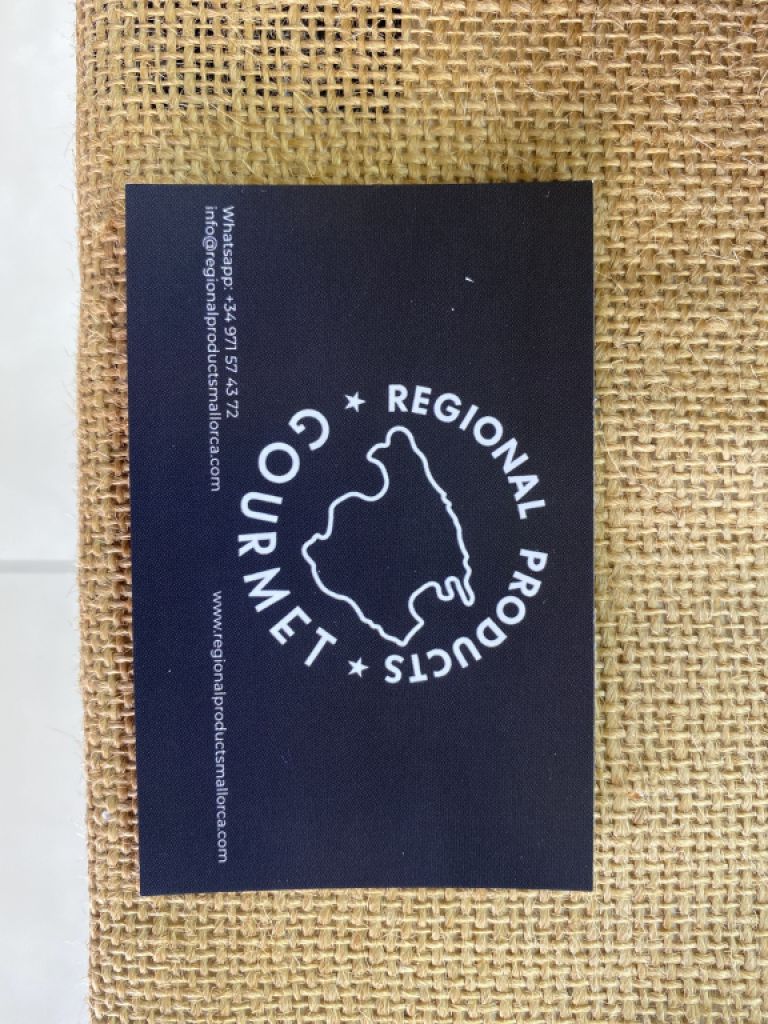 ★ REGIONAL PRODUCTS ★
GOURMET
Whatsapp: +34 971 57 43 72
info@regionalproductsmallorca.com
www.regionalproductsmallorca.com